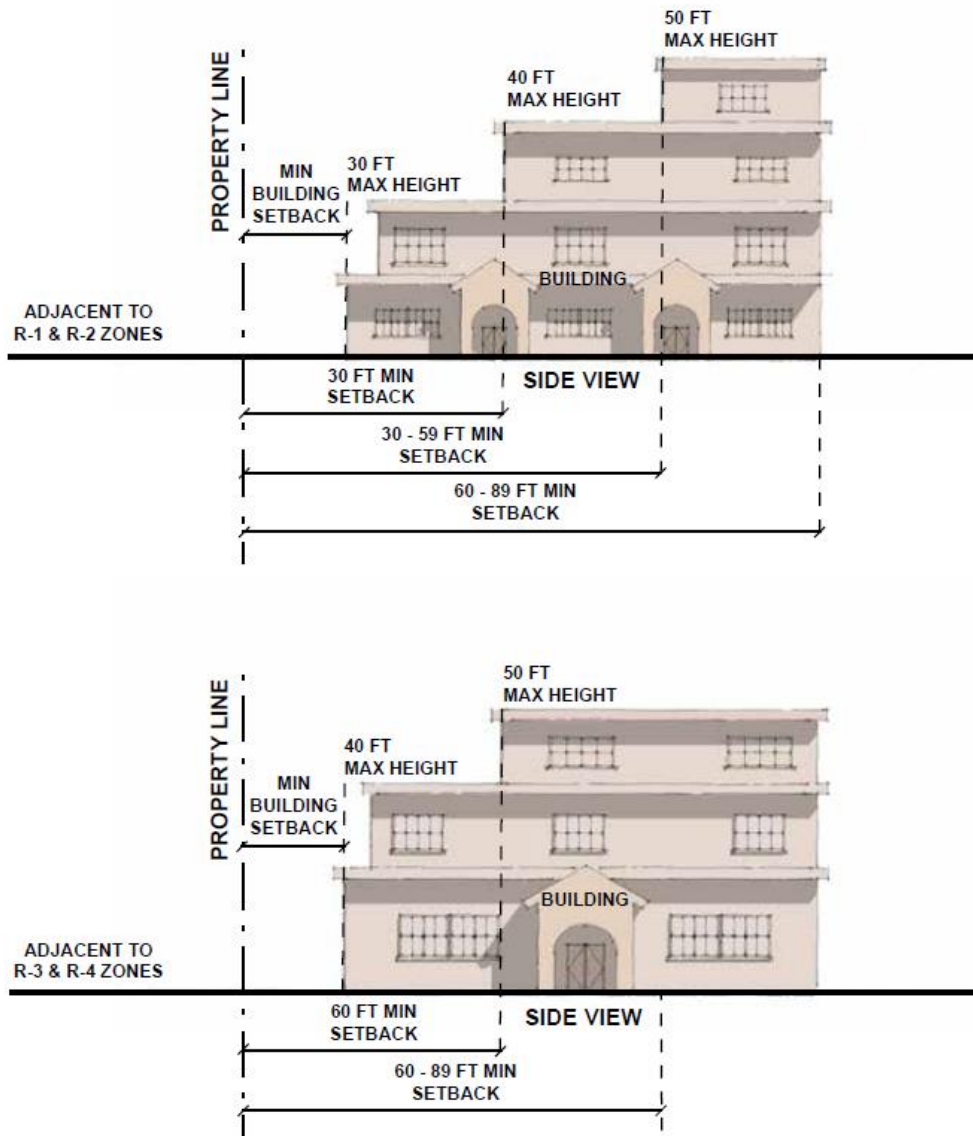 50 FT
MAX HEIGHT
40 FT
MAX HEIGHT
PROPERTY LINE
MIN
BUILDING
SETBACK
30 FT
MAX HEIGHT
BUILDING
ADJACENT TO
R-1 & R-2 ZONES
30 FT MIN
SETBACK
SIDE VIEW
30 - 59 FT MIN
SETBACK
60 - 89 FT MIN
SETBACK
50 FT
MAX HEIGHT
PROPERTY LINE
40 FT
MAX HEIGHT
MIN
BUILDING
SETBACK
BUILDING
ADJACENT TO
R-3 & R-4 ZONES
60 FT MIN
SETBACK
SIDE VIEW
60 - 89 FT MIN
SETBACK